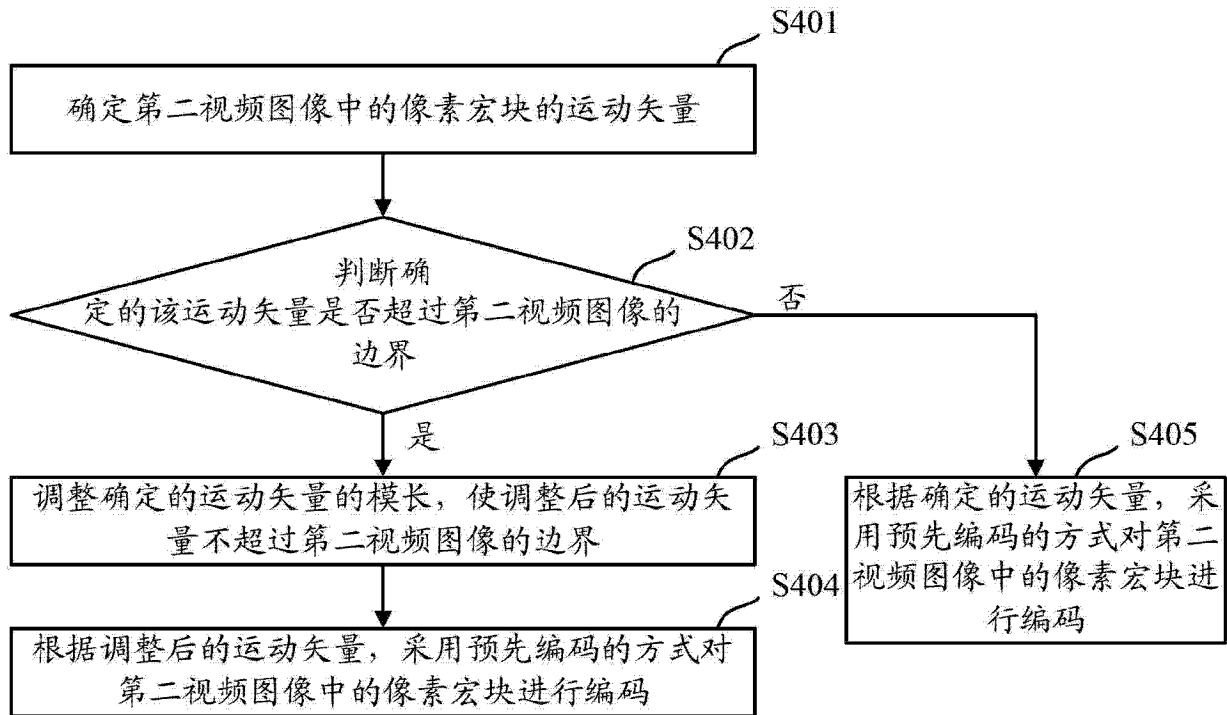 S401
确定第二视频图像中的像素宏块的运动矢量
S402
判断确
定的该运动矢量是否超过第二视频图像的
边界
否
是
S403
调整确定的运动矢量的模长，使调整后的运动矢
量不超过第二视频图像的边界
S405
根据确定的运动矢量，采
用预先编码的方式对第二
视频图像中的像素宏块进
行编码
S404
根据调整后的运动矢量，采用预先编码的方式对
第二视频图像中的像素宏块进行编码